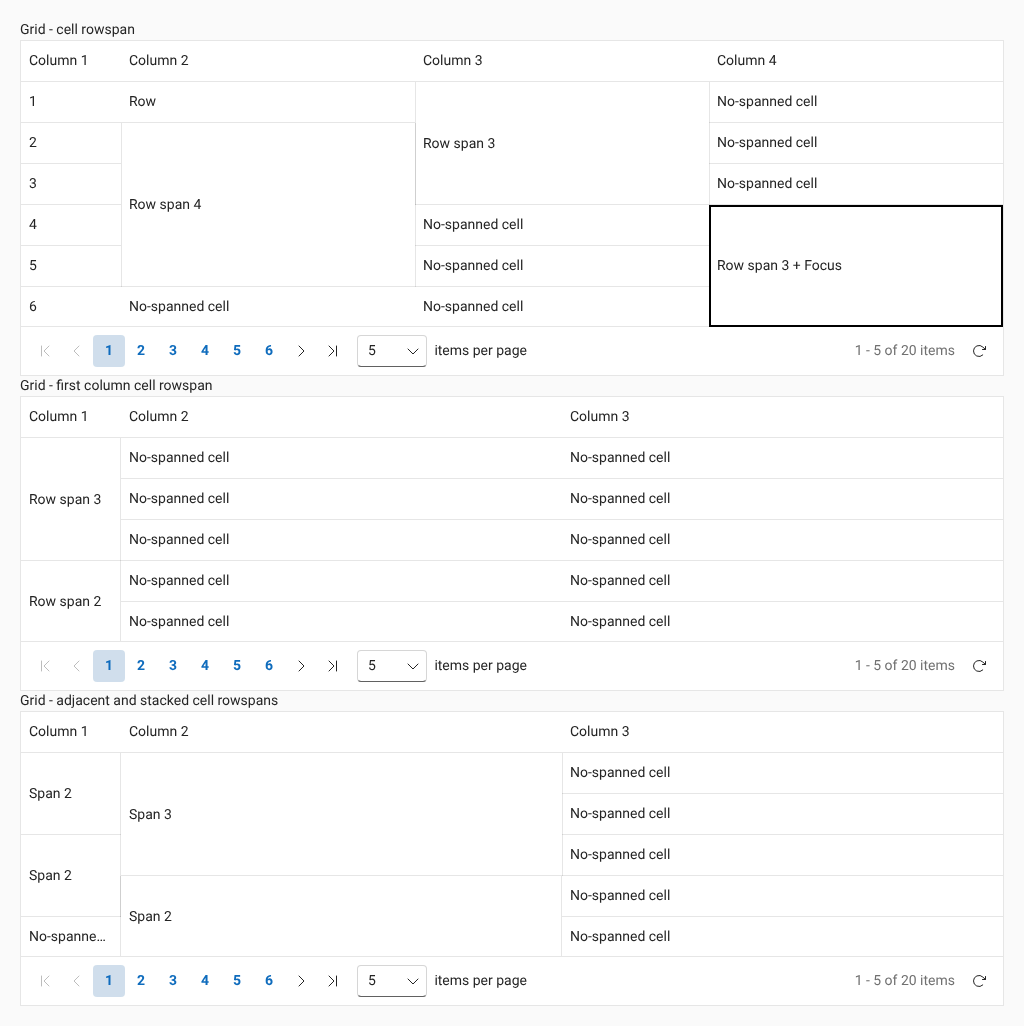 Grid - cell rowspan
Column 1 Column 2 Column 3 Column 4
1 Row No-spanned cell
2 Row span 3 No-spanned cell
3 No-spanned cell
Row span 4
4 No-spanned cell
5 No-spanned cell Row span 3 + Focus
6 No-spanned cell No-spanned cell
1 2 3 4 5 6 5 items per page 1 - 5 of 20 items
Grid - first column cell rowspan
Column 1 Column 2 Column 3
No-spanned cell No-spanned cell
Row span 3 No-spanned cell No-spanned cell
No-spanned cell No-spanned cell
No-spanned cell No-spanned cell
Row span 2
No-spanned cell No-spanned cell
1 2 3 4 5 6 5 items per page 1 - 5 of 20 items
Grid - adjacent and stacked cell rowspans
Column 1 Column 2 Column 3
No-spanned cell
Span 2
Span 3 No-spanned cell
No-spanned cell
Span 2
No-spanned cell
Span 2
No-spanne... No-spanned cell
1 2 3 4 5 6 5 items per page 1 - 5 of 20 items